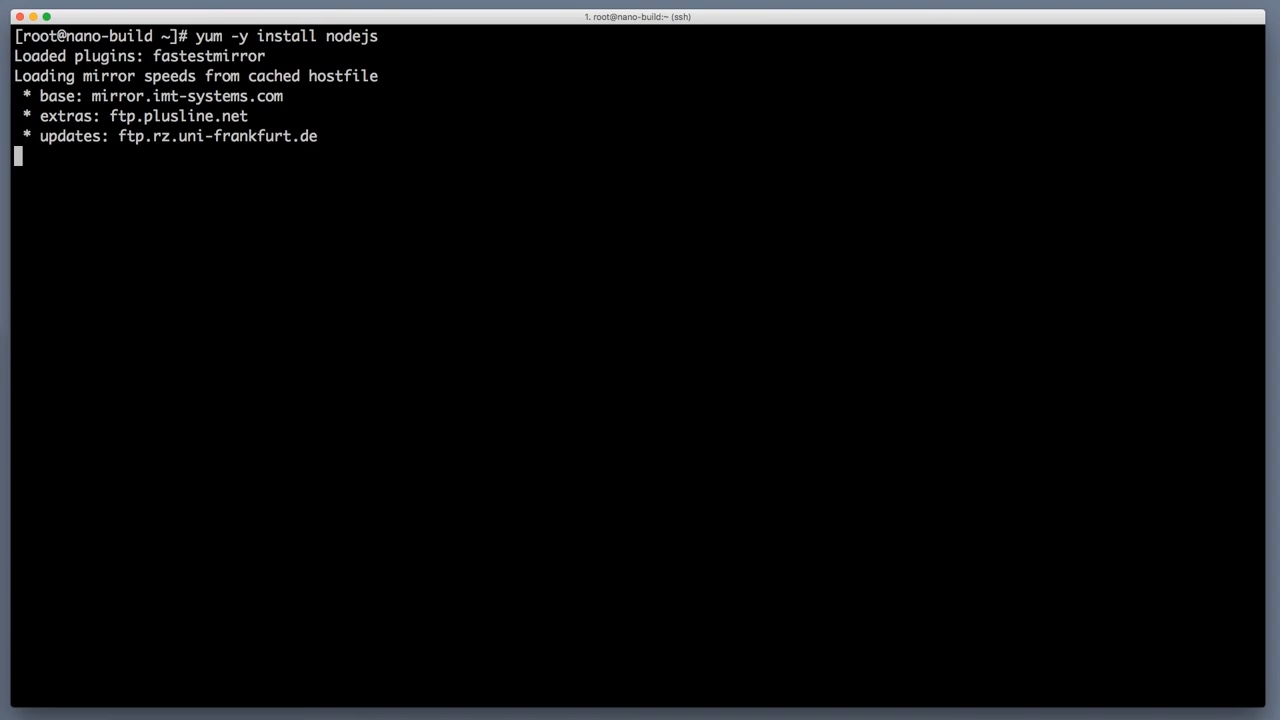 1. root@nano-build:~ (ssh)
[root@nano-build ~]# yum -y install nodejs
Loaded plugins: fastestmirror
Loading mirror speeds from cached hostfile
 * base: mirror.imt-systems.com
 * extras: ftp.plusline.net
 * updates: ftp.rz.uni-frankfurt.de